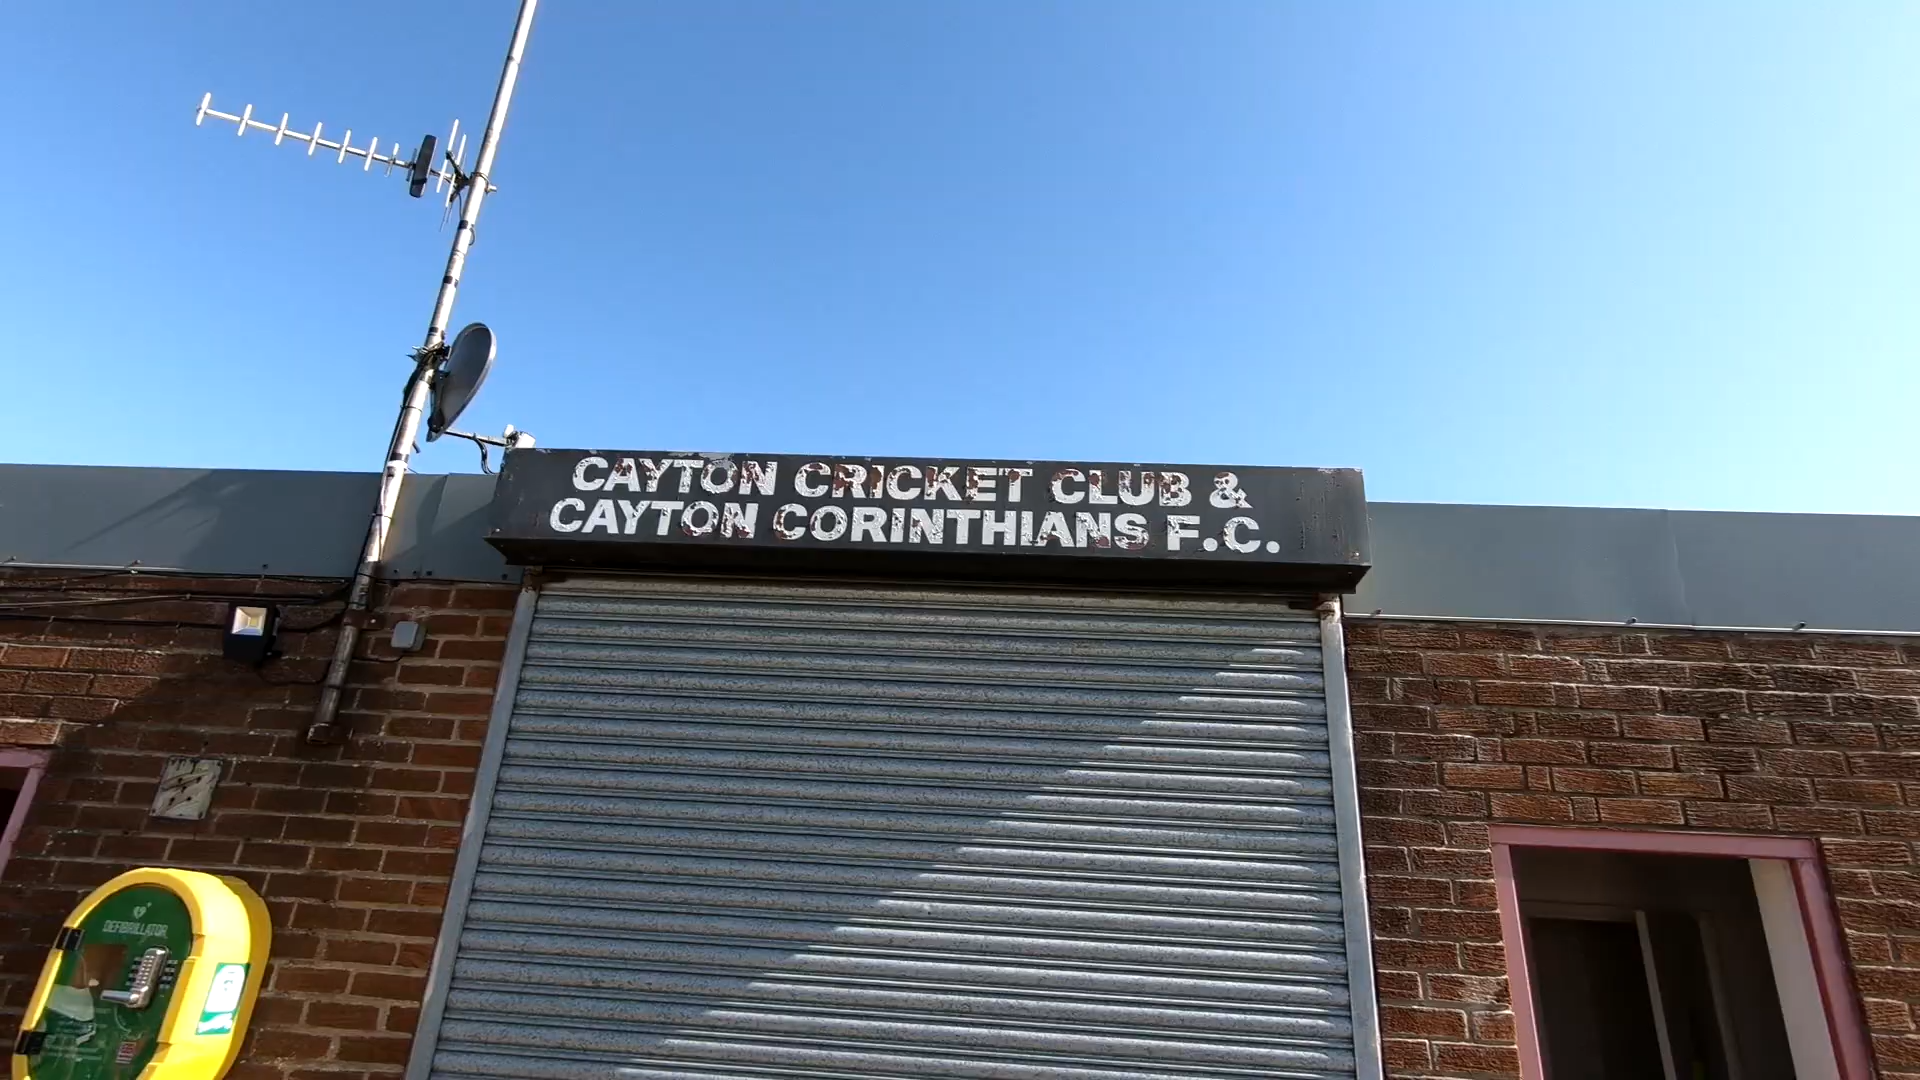 CAYTON CRICKET CLUB &
CAYTON CORINTHIANS F.C.
DEFIBRILLATOR